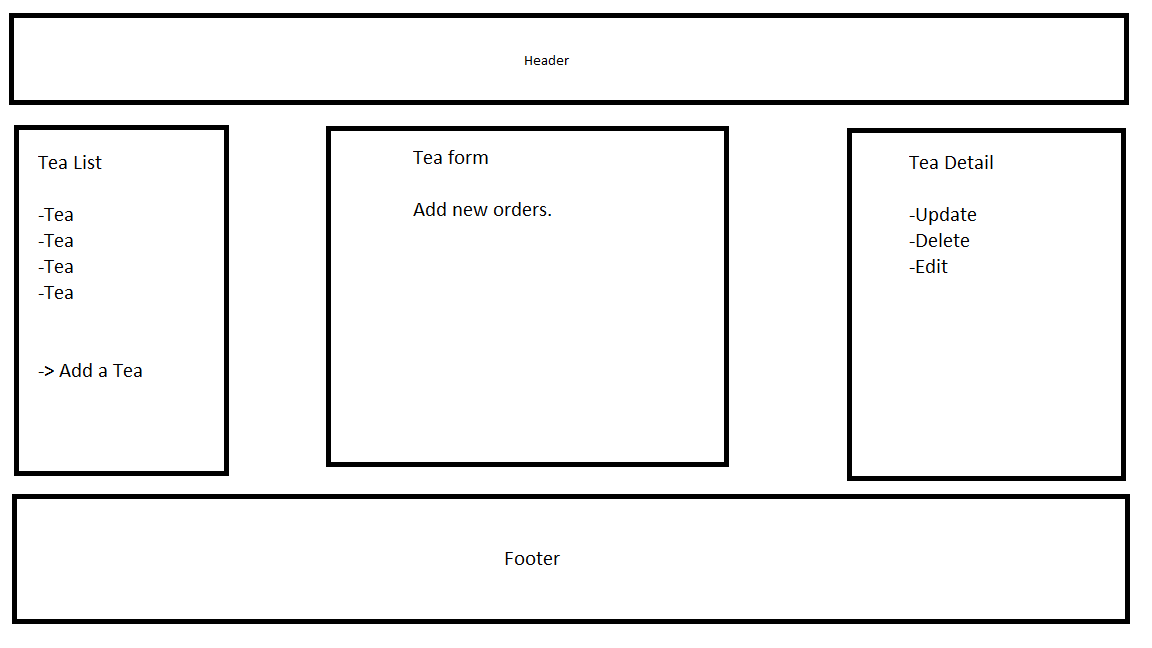 Header
Tea List
-Tea
-Tea
-Tea
-Tea
-> Add a Tea
Tea form
Add new orders.
Tea Detail
-Update
-Delete
-Edit
Footer